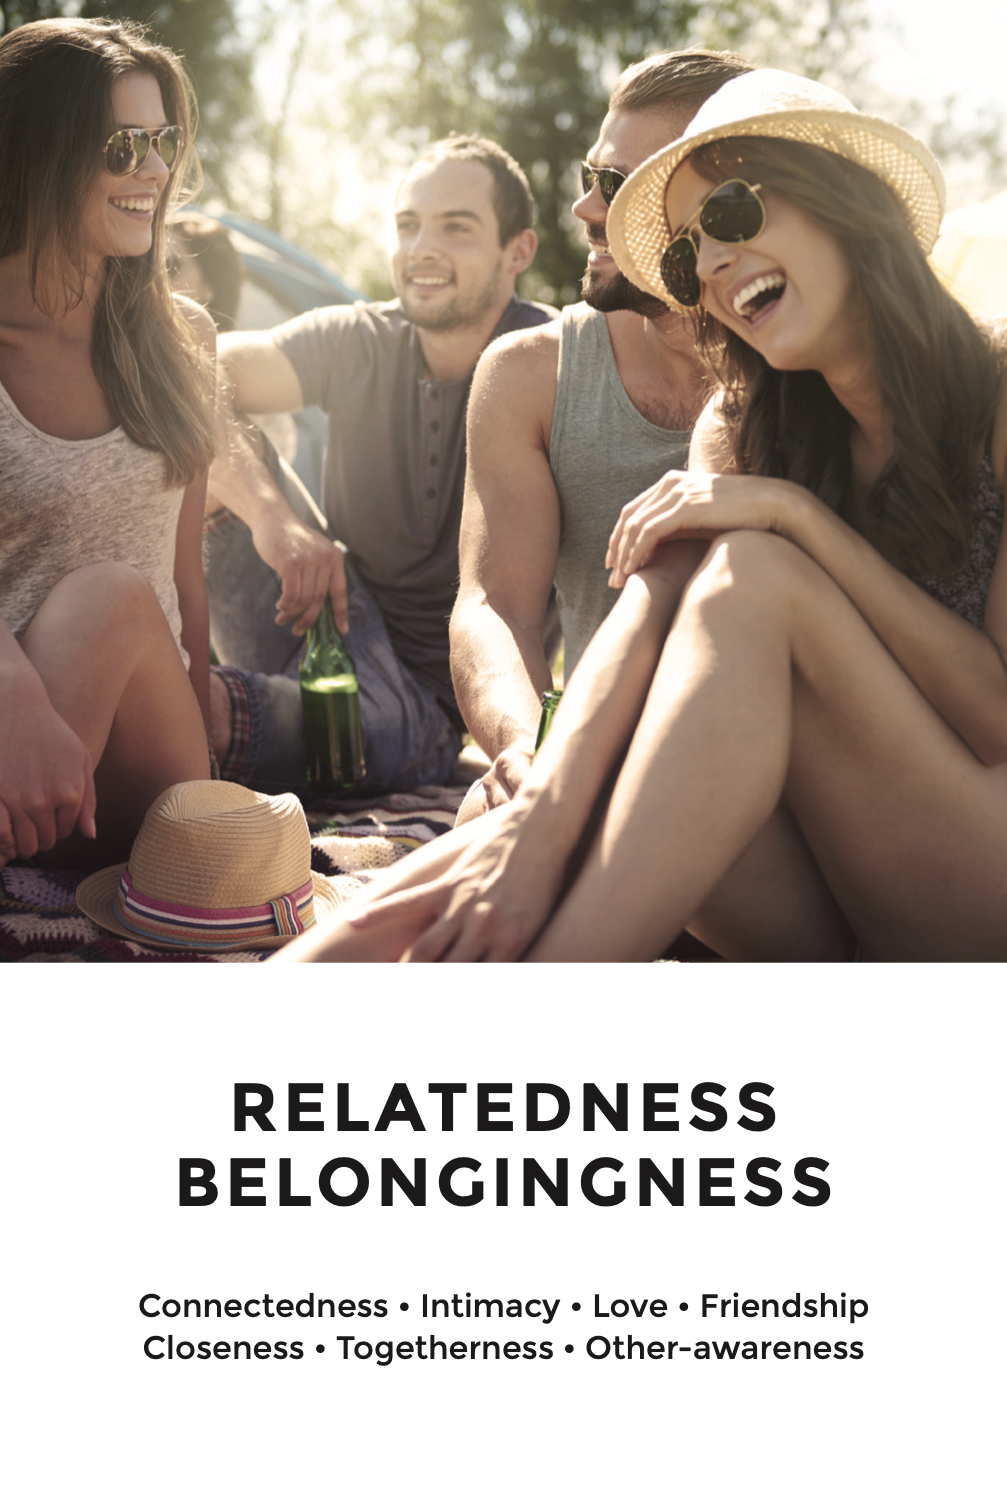 RELATEDNESS
BELONGINGNESS
Connectedness • Intimacy • Love • Friendship
Closeness • Togetherness • Other-awareness